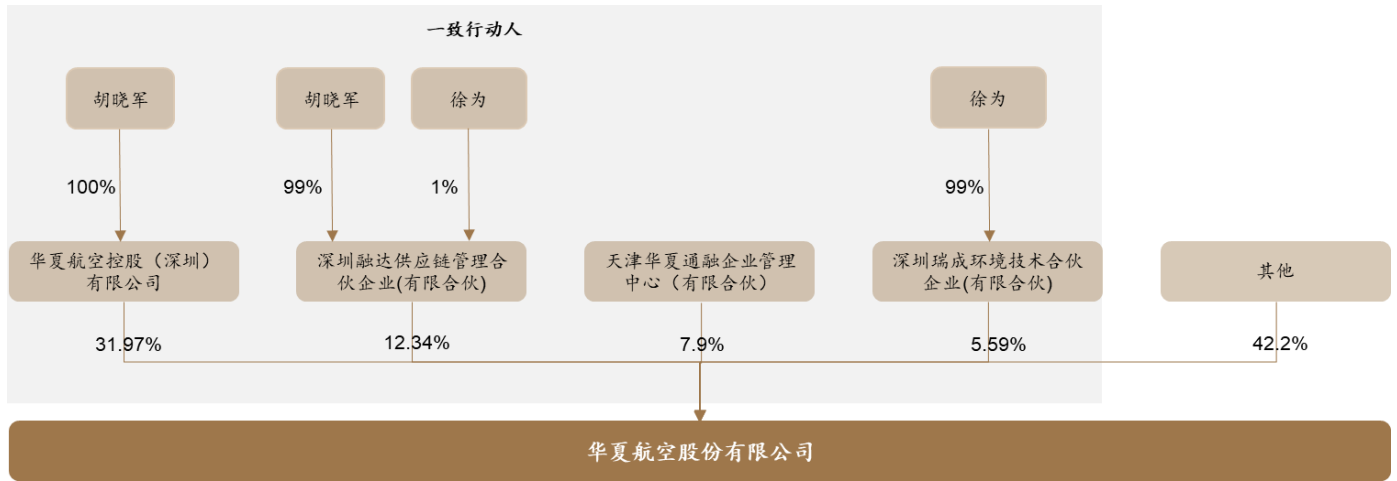 一致行动人
胡晓军
胡晓军
徐为
徐为
100%
99%
1%
99%
华夏航空控股（深圳）
有限公司
深圳融达供应链管理合
伙企业(有限合伙)
天津华夏通融企业管理
中心（有限合伙）
深圳瑞成环境技术合伙
企业(有限合伙)
其他
31.97%
12.34%
7.9%
5.59%
42.2%
华夏航空股份有限公司